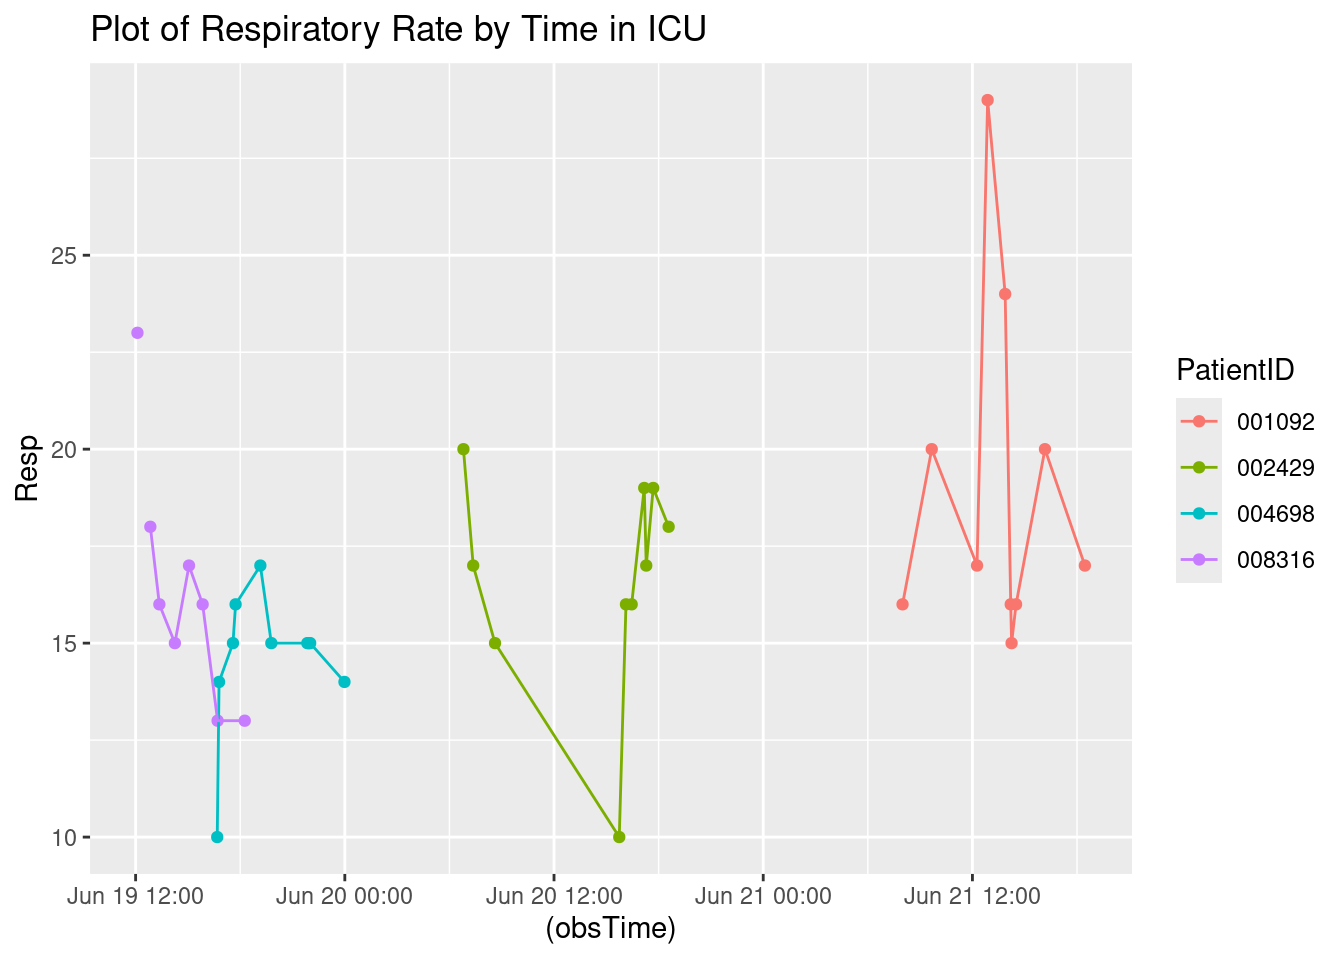 Plot of Respiratory Rate by Time in ICU
Resp
25
20
15
10
Jun 19 12:00 Jun 20 00:00 Jun 20 12:00 Jun 21 00:00 Jun 21 12:00
(obsTime)
PatientID
001092
002429
004698
008316